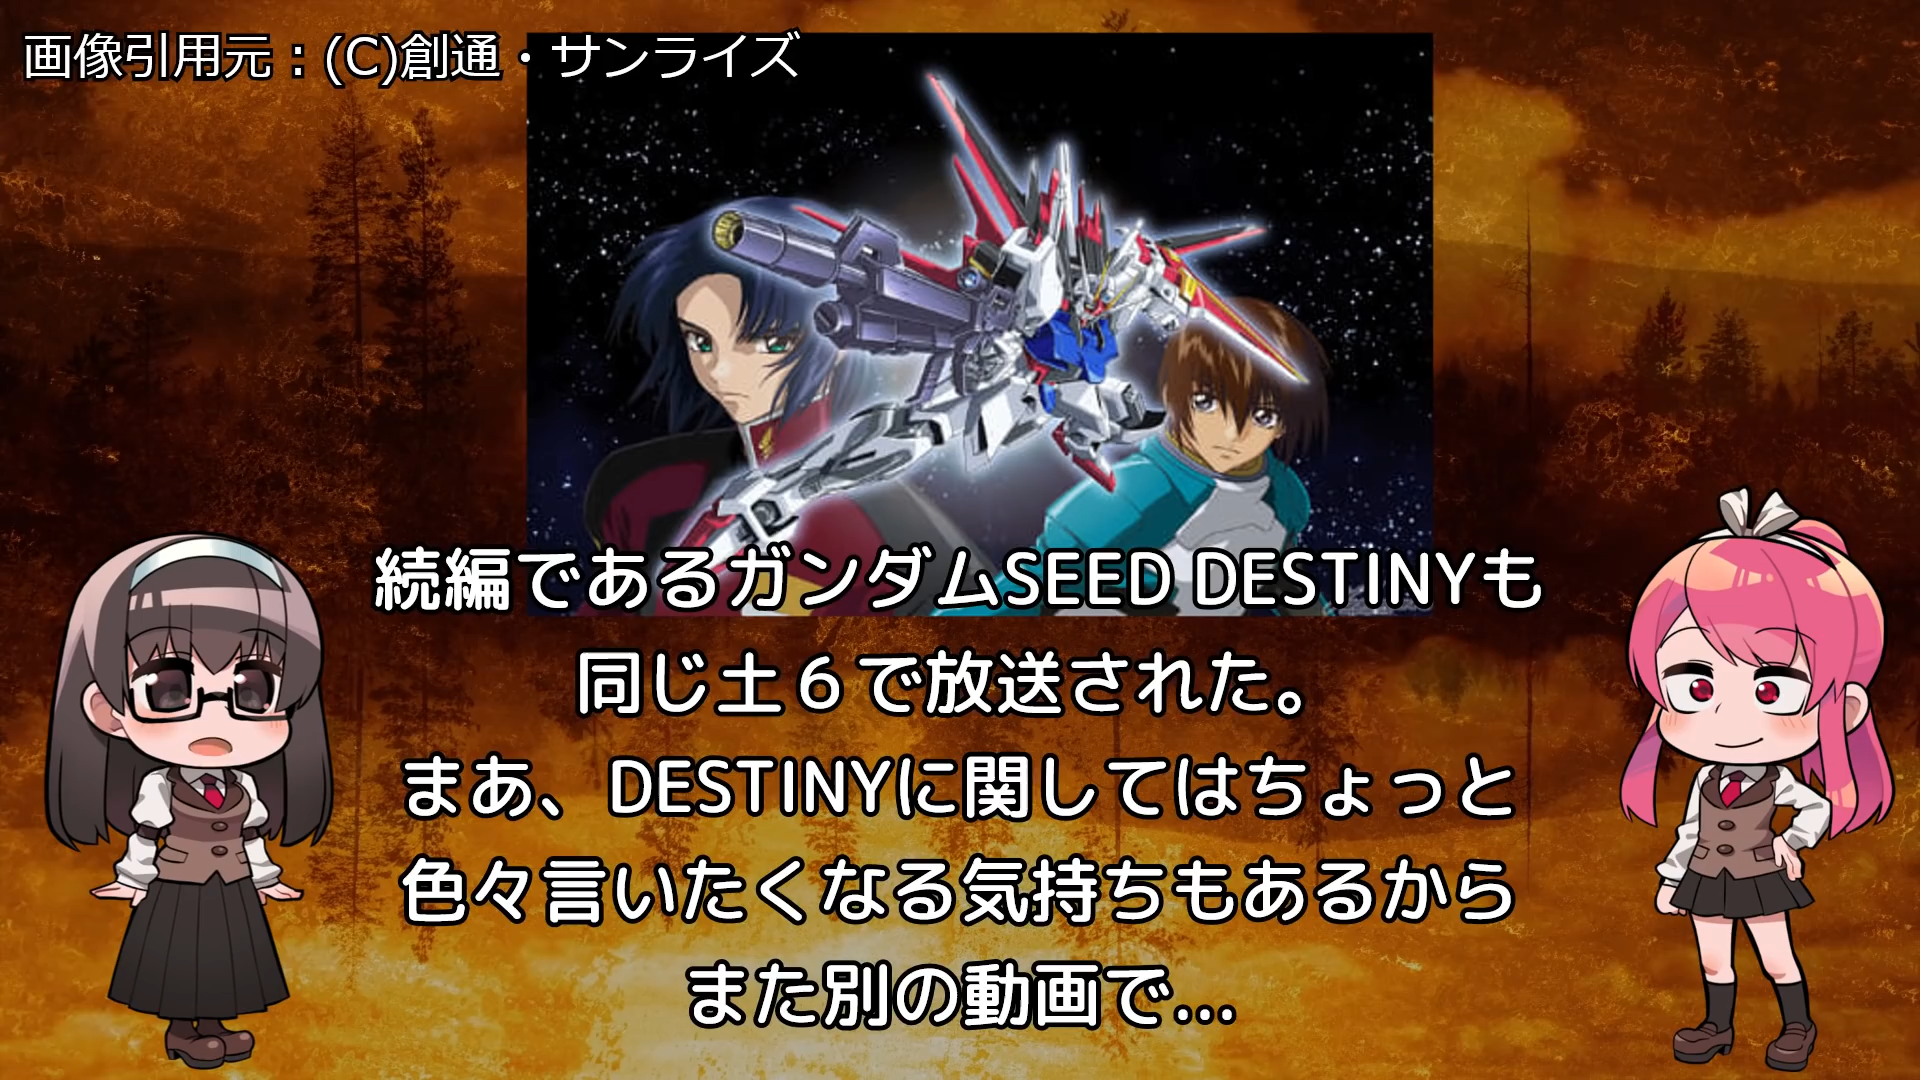 画像引用元：(C)創通・サンライズ
続編であるガンダムSEED DESTINYも
同じ土６で放送された。
まあ、DESTINYに関してはちょっと
色々言いたくなる気持ちもあるから
また別の動画で...